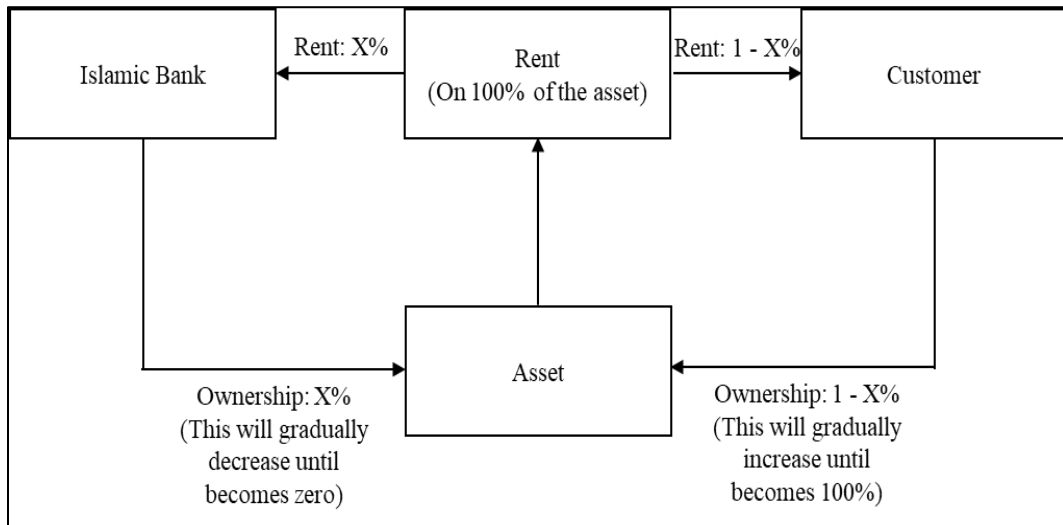 Islamic Bank
Rent: X%
Rent
(On 100% of the asset)
Rent: 1 - X%
Customer
Asset
Ownership: X%
(This will gradually
decrease until
becomes zero)
Ownership: 1 - X%
(This will gradually
increase until
becomes 100%)